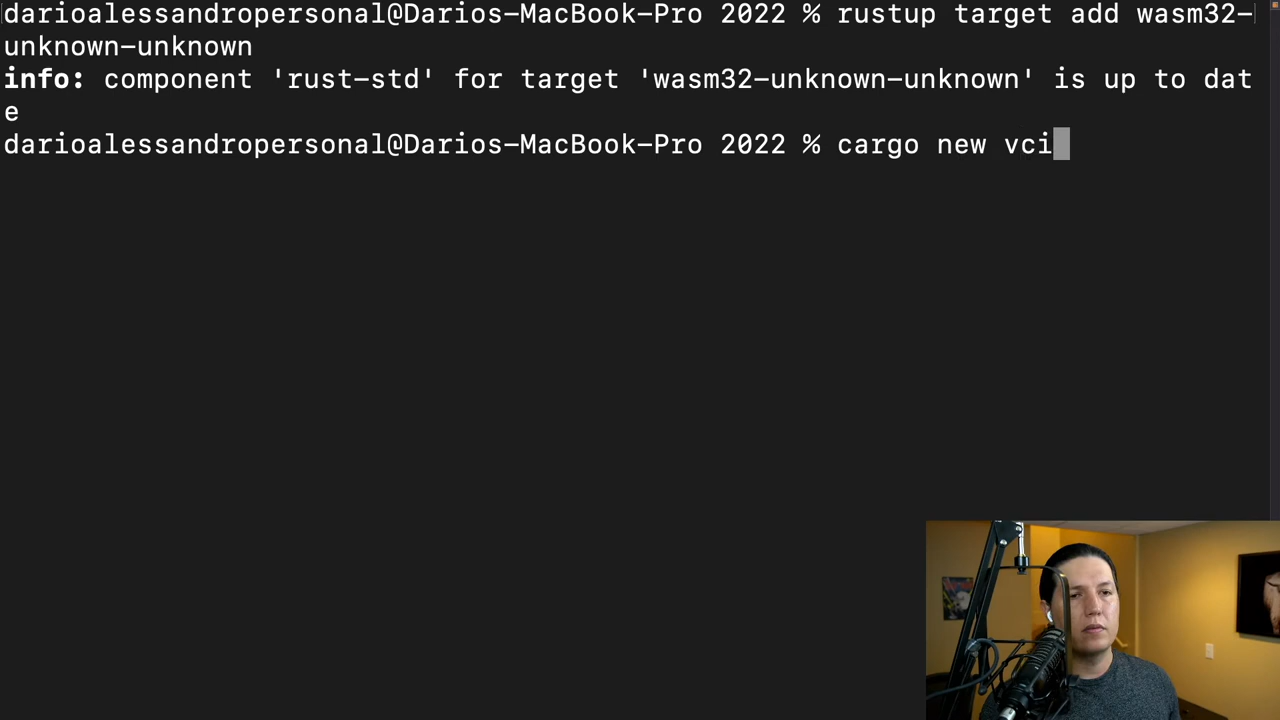 darioalessandropersonal@Darios-MacBook-Pro 2022 % rustup target add wasm32-
unknown-unknown
info: component 'rust-std' for target 'wasm32-unknown-unknown' is up to dat
e
darioalessandropersonal@Darios-MacBook-Pro 2022 % cargo new vci